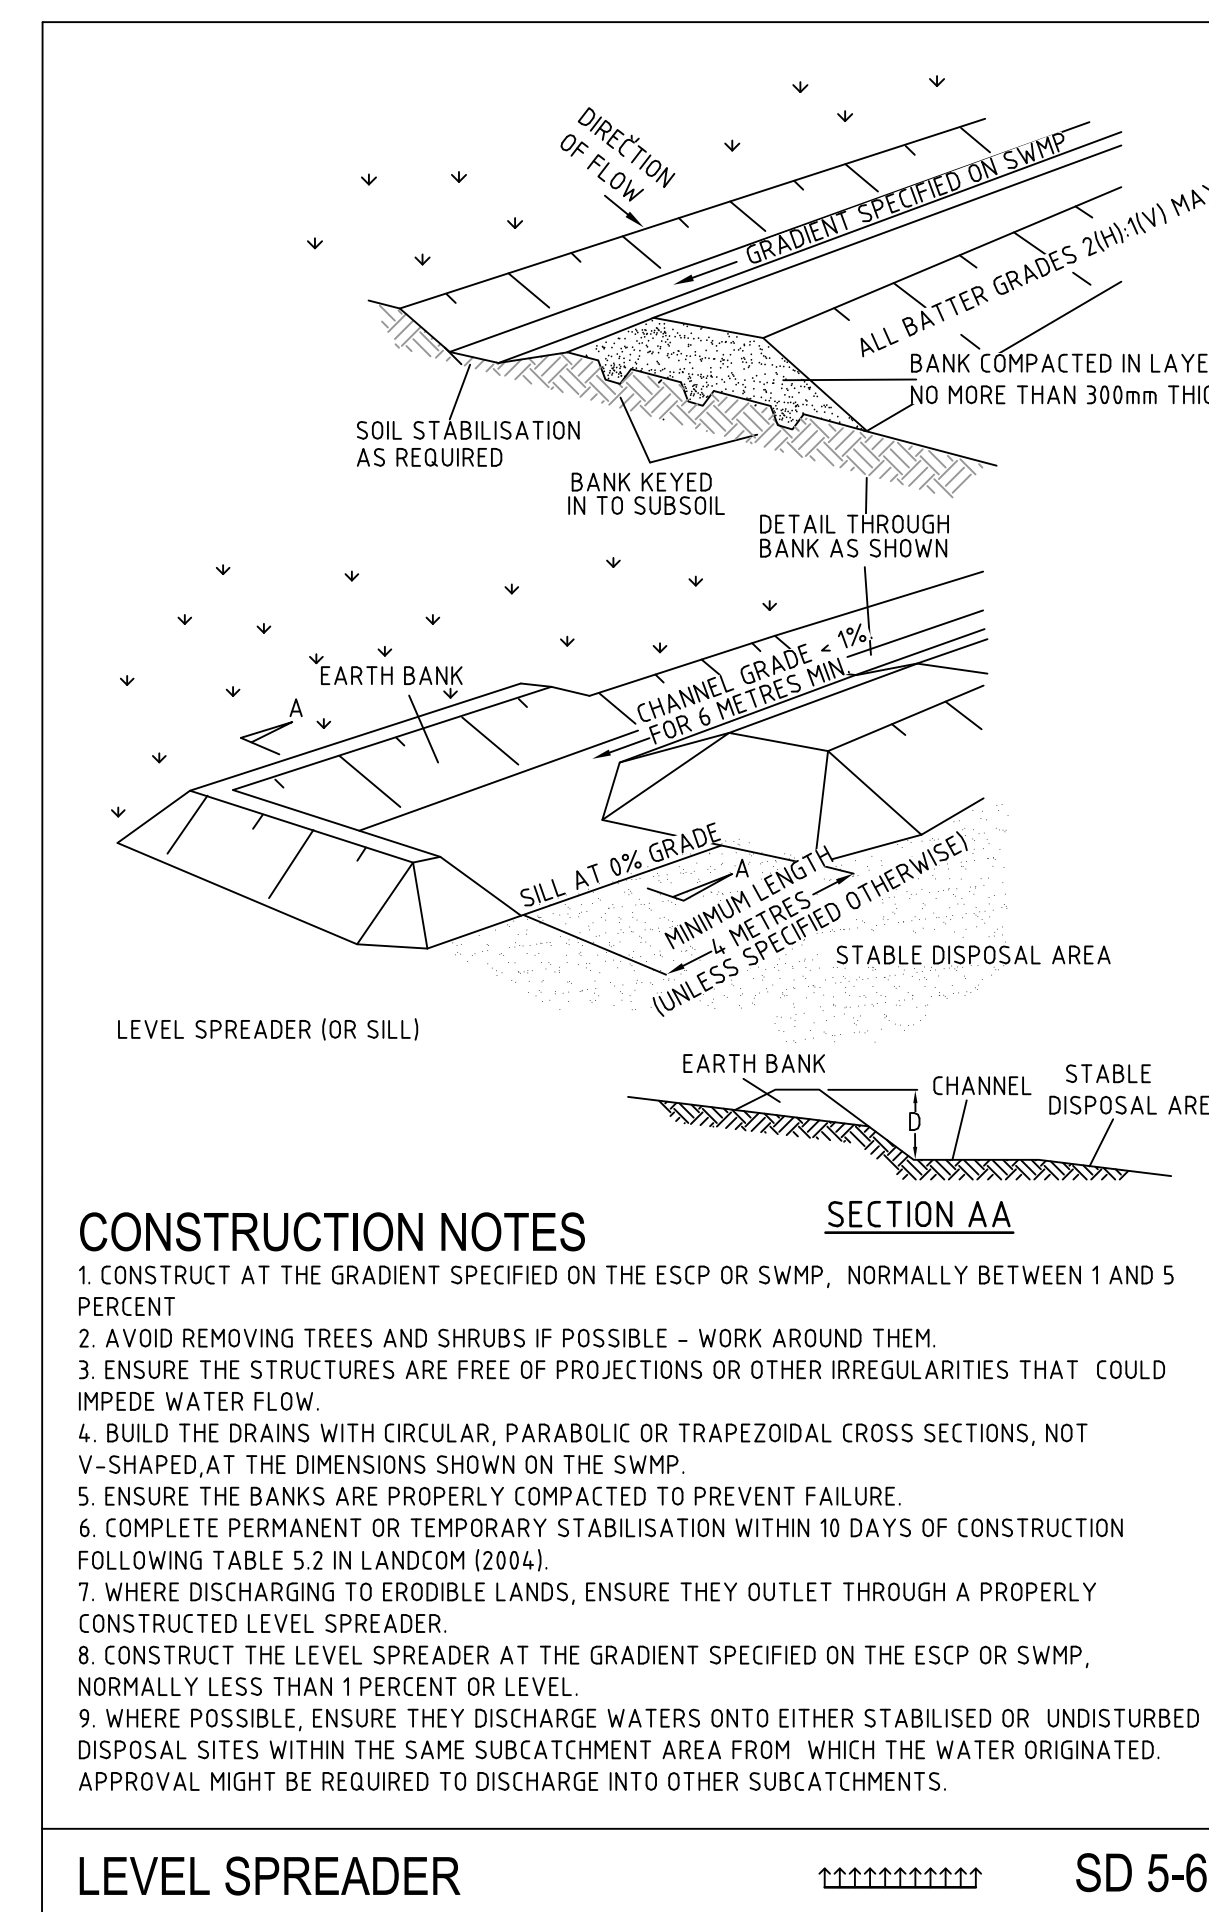 DIRECTION
OF FLOW
GRADIENT SPECIFIED ON SWMP
ALL BATTER GRADES 2(H):1(V)
BANK COMPACTED IN
NO MORE THAN 300mm
SOIL STABILISATION
AS REQUIRED
BANK KEYED
IN TO SUBSOIL
DETAIL THROUGH
BANK AS SHOWN
EARTH BANK
CHANNEL GRADE < 1%.
FOR 6 METRES MIN.
A
SILL AT 0% GRADE
A
MINIMUM LENGTH
4 METRES
(UNLESS SPECIFIED OTHERWISE)
STABLE DISPOSAL AREA
LEVEL SPREADER (OR SILL)
EARTH BANK
CHANNEL
STABLE
DISPOSAL
D
SECTION AA
CONSTRUCTION NOTES
1. CONSTRUCT AT THE GRADIENT SPECIFIED ON THE ESCP OR SWMP, NORMALLY BETWEEN 1 AND 5
PERCENT
2. AVOID REMOVING TREES AND SHRUBS IF POSSIBLE - WORK AROUND THEM.
3. ENSURE THE STRUCTURES ARE FREE OF PROJECTIONS OR OTHER IRREGULARITIES THAT COULD
IMPEDE WATER FLOW.
4. BUILD THE DRAINS WITH CIRCULAR, PARABOLIC OR TRAPEZOIDAL CROSS SECTIONS, NOT
V-SHAPED,AT THE DIMENSIONS SHOWN ON THE SWMP.
5. ENSURE THE BANKS ARE PROPERLY COMPACTED TO PREVENT FAILURE.
6. COMPLETE PERMANENT OR TEMPORARY STABILISATION WITHIN 10 DAYS OF CONSTRUCTION
FOLLOWING TABLE 5.2 IN LANDCOM (2004).
7. WHERE DISCHARGING TO ERODIBLE LANDS, ENSURE THEY OUTLET THROUGH A PROPERLY
CONSTRUCTED LEVEL SPREADER.
8. CONSTRUCT THE LEVEL SPREADER AT THE GRADIENT SPECIFIED ON THE ESCP OR SWMP,
NORMALLY LESS THAN 1 PERCENT OR LEVEL.
9. WHERE POSSIBLE, ENSURE THEY DISCHARGE WATERS ONTO EITHER STABILISED OR UNDISTURBED
DISPOSAL SITES WITHIN THE SAME SUBCATCHMENT AREA FROM WHICH THE WATER ORIGINATED.
APPROVAL MIGHT BE REQUIRED TO DISCHARGE INTO OTHER SUBCATCHMENTS.
LEVEL SPREADER
SD 5-6